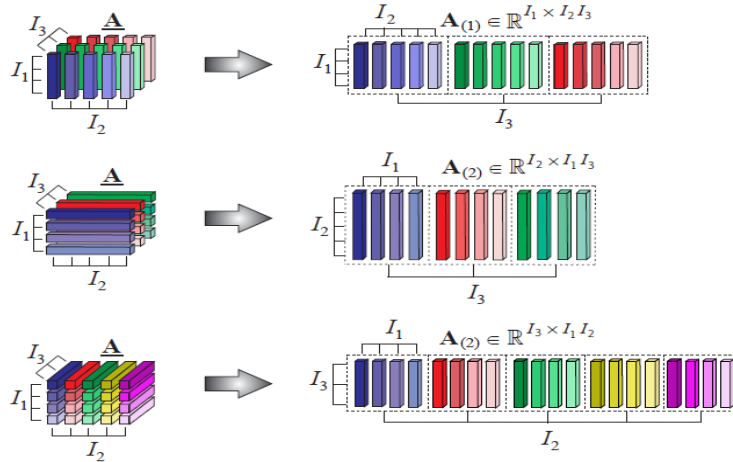 I₃ A̲
I₁
I₂
I₂ A₍₁₎ ∈ ℝ^{I₁ × I₂ I₃}
I₁
I₃
I₃ A̲
I₁
I₂
I₁ A₍₂₎ ∈ ℝ^{I₂ × I₁ I₃}
I₂
I₃
I₃ A̲
I₁
I₂
I₁ A₍₂₎ ∈ ℝ^{I₃ × I₁ I₂}
I₃
I₂